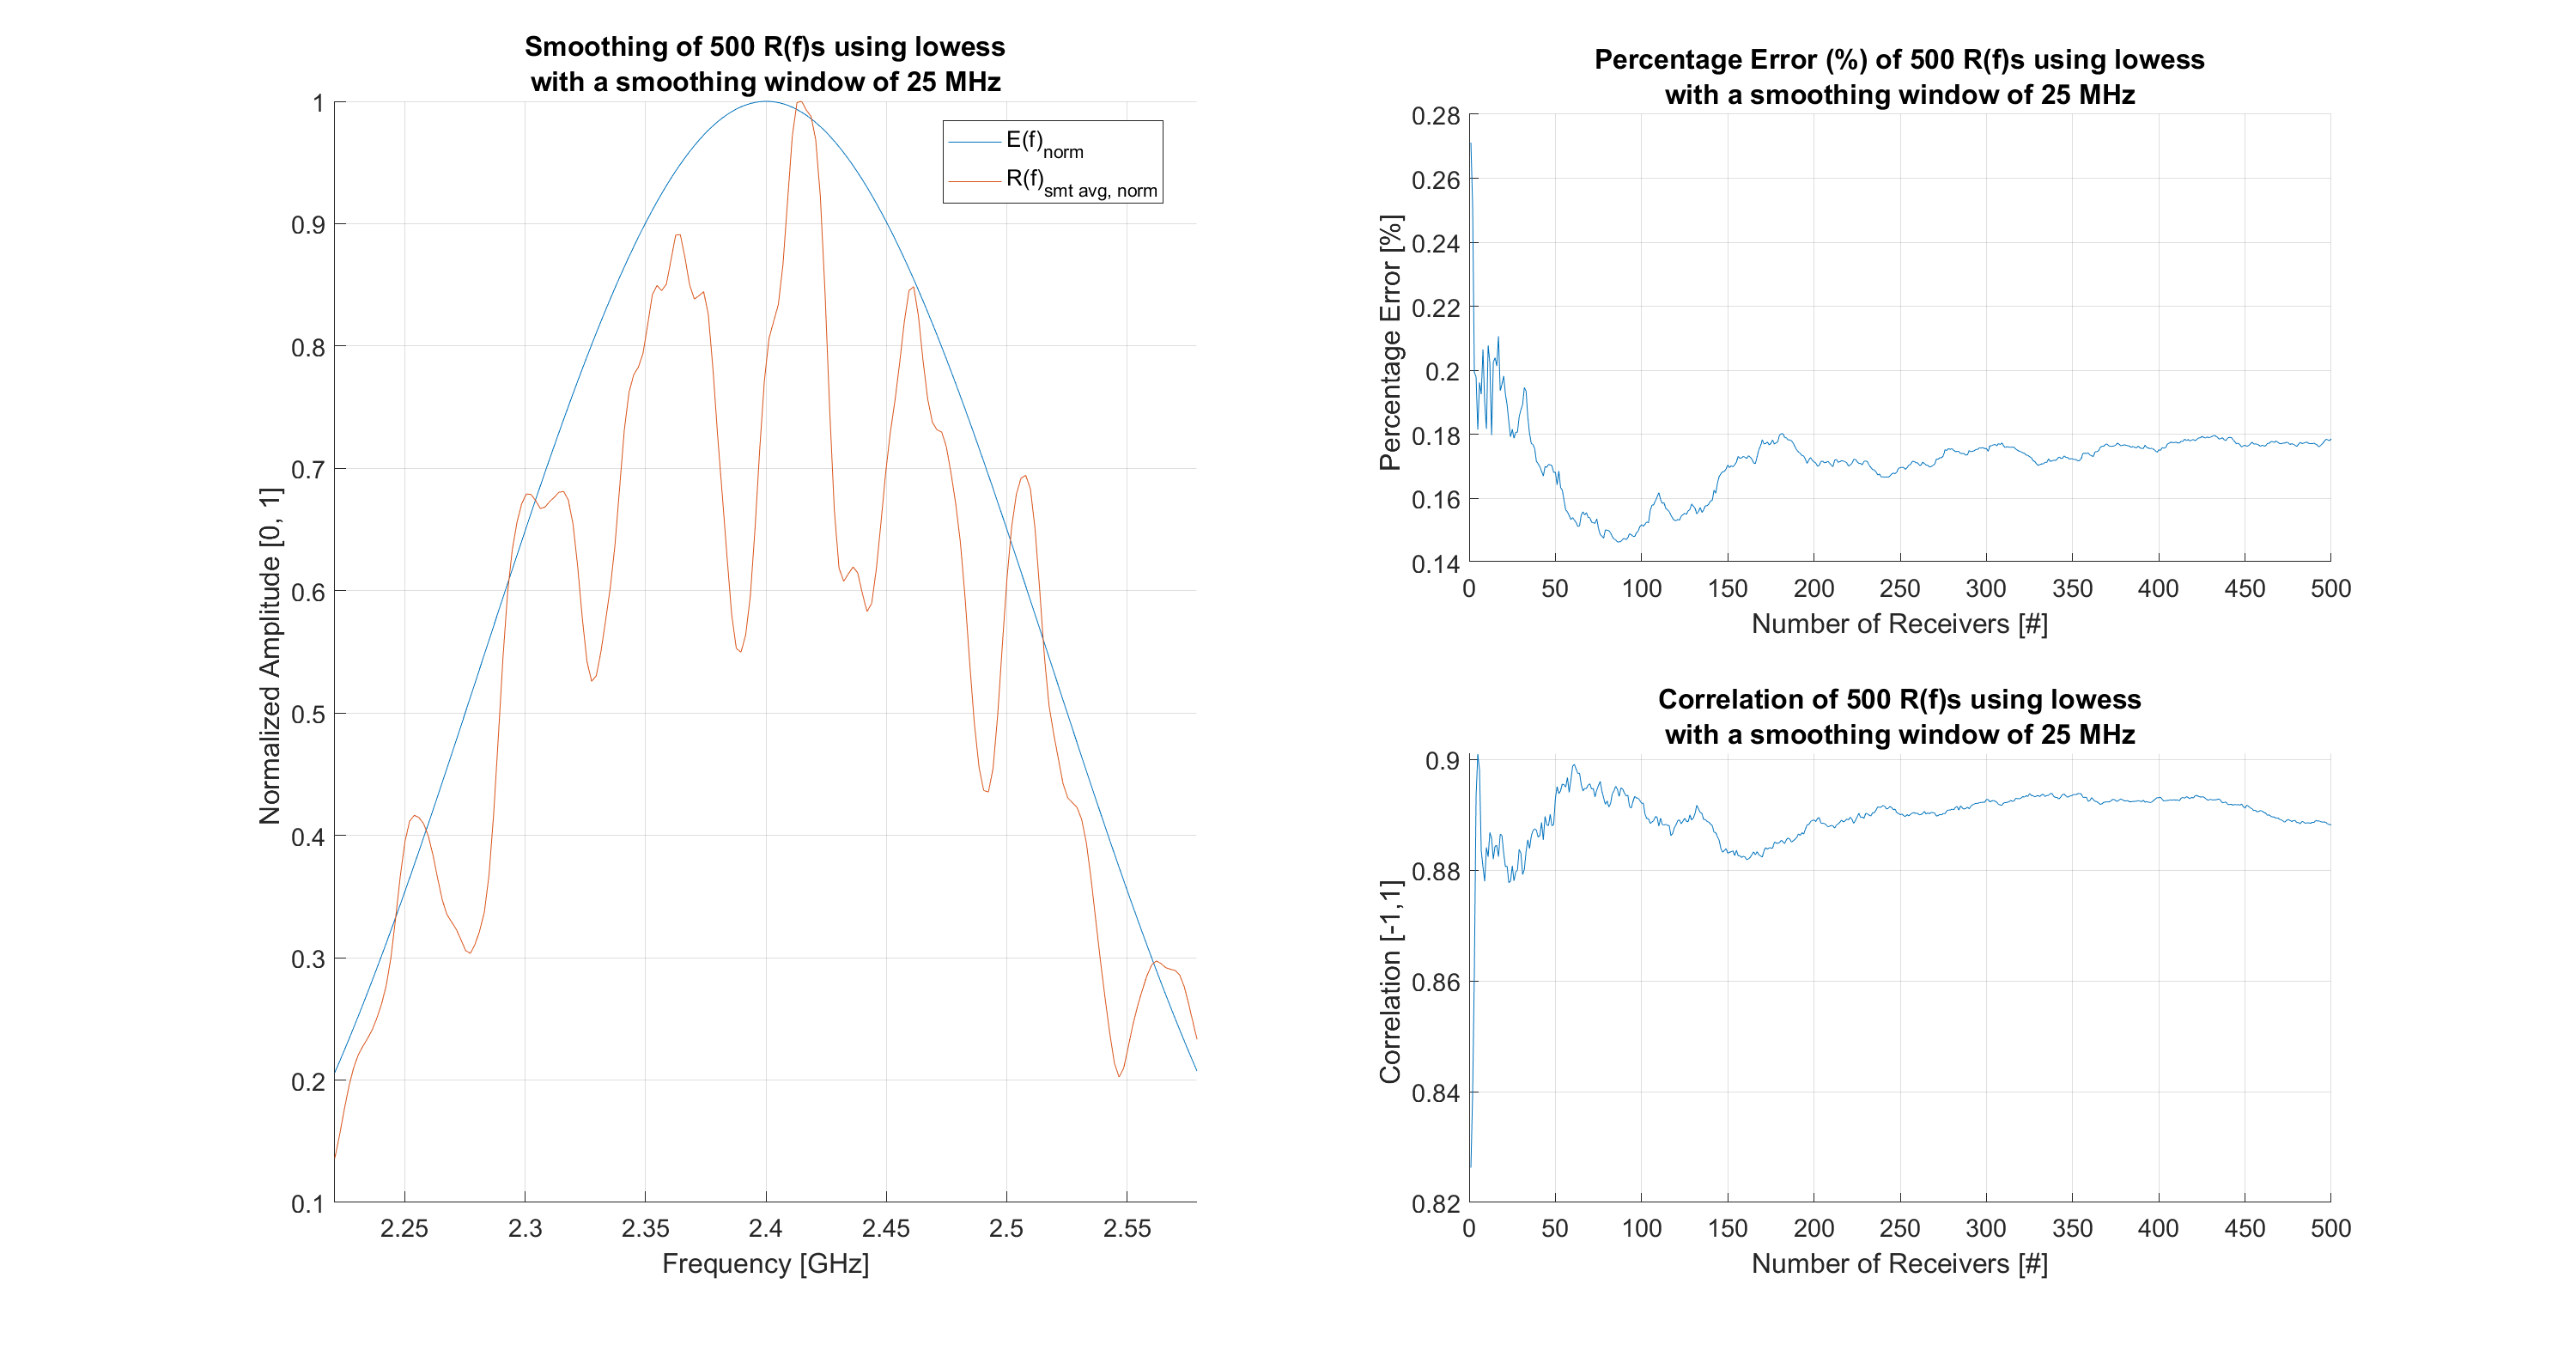 Smoothing of 500 R(f)s using lowess
with a smoothing window of 25 MHz
1
0.9
0.8
0.7
0.6
0.5
0.4
0.3
0.2
0.1
Normalized Amplitude [0, 1]
E(f)norm
R(f)smt avg, norm
2.25 2.3 2.35 2.4 2.45 2.5 2.55
Frequency [GHz]
Percentage Error (%) of 500 R(f)s using lowess
with a smoothing window of 25 MHz
0.28
0.26
0.24
0.22
0.2
0.18
0.16
0.14
Percentage Error [%]
0 50 100 150 200 250 300 350 400 450 500
Number of Receivers [#]
Correlation of 500 R(f)s using lowess
with a smoothing window of 25 MHz
0.9
0.88
0.86
0.84
0.82
Correlation [-1,1]
0 50 100 150 200 250 300 350 400 450 500
Number of Receivers [#]